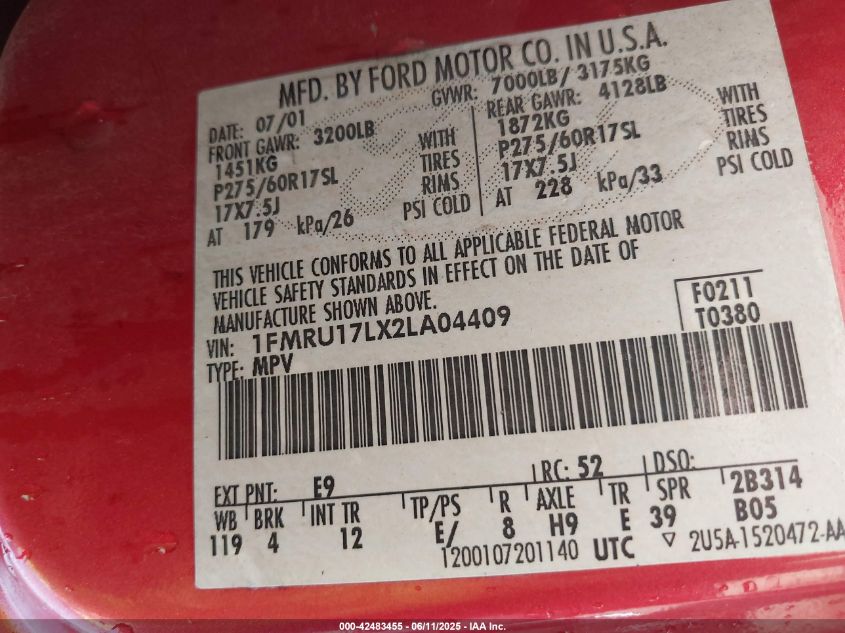 MFD. BY FORD MOTOR CO. IN U.S.A.
DATE: 07/01 GVWR: 7000LB / 3175KG
FRONT GAWR: 3200LB REAR GAWR: 4128LB
1451KG WITH 1872KG WITH
P275/60R17SL TIRES P275/60R17SL TIRES
17X7.5J RIMS 17X7.5J RIMS
AT 179 kPa/26 PSI COLD AT 228 kPa/33 PSI COLD
THIS VEHICLE CONFORMS TO ALL APPLICABLE FEDERAL MOTOR
VEHICLE SAFETY STANDARDS IN EFFECT ON THE DATE OF
MANUFACTURE SHOWN ABOVE.
VIN: 1FMRU17LX2LA04409 F0211
TYPE: MPV T0380
EXT PNT: E9 RC: 52 DSO:
WB BRK INT TR TP/PS R AXLE TR SPR 2B314
119 4 12 E/ 8 H9 E 39 B05
1200107201140 UTC ▽ 2U5A-1520472-AA
000-42483455 - 06/11/2025 - IAA Inc.